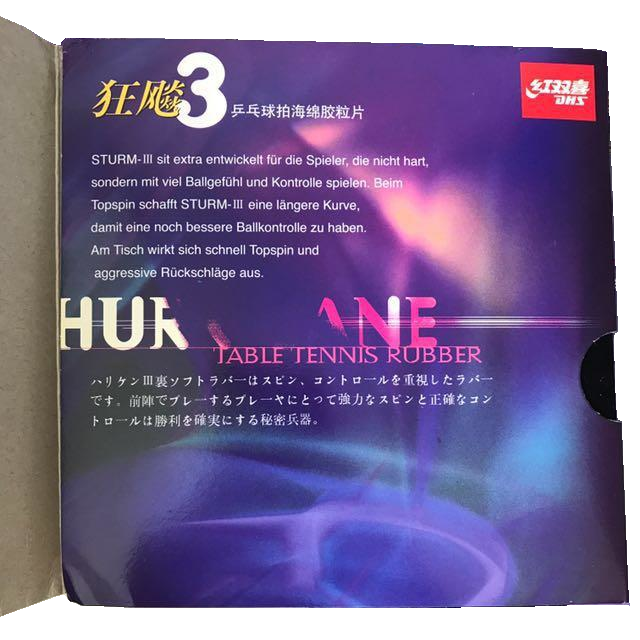 狂飚3 乒乓球拍海绵胶粒片
红双喜
DHS
STURM-III sit extra entwickelt für die Spieler, die nicht hart,
sondern mit viel Ballgefühl und Kontrolle spielen. Beim
Topspin schafft STURM-III eine längere Kurve,
damit eine noch bessere Ballkontrolle zu haben.
Am Tisch wirkt sich schnell Topspin und
aggressive Rückschläge aus.
HUR ANE
TABLE TENNIS RUBBER
ハリケンⅢ裏ソフトラバーはスピン、コントロールを重視したラバー
です。前陣でプレーするプレーヤにとって強力なスピンと正確なコン
トロールは勝利を確実にする秘密兵器。